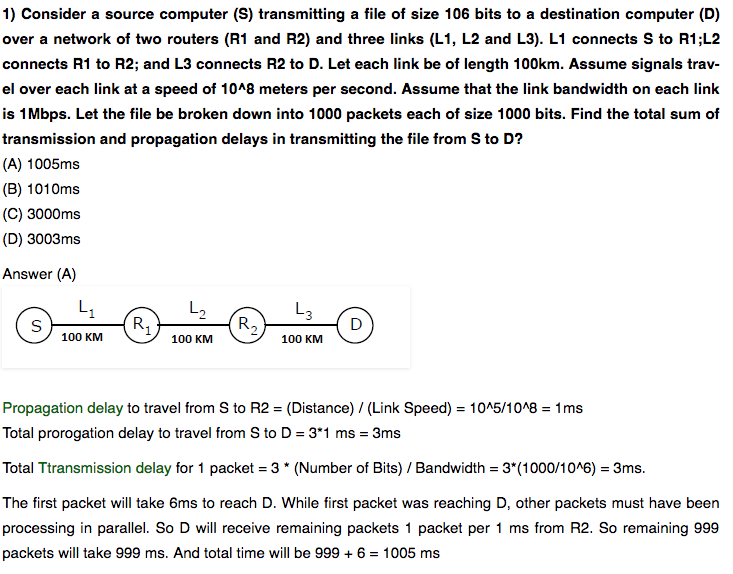 1) Consider a source computer (S) transmitting a file of size 106 bits to a destination computer (D)
over a network of two routers (R1 and R2) and three links (L1, L2 and L3). L1 connects S to R1;L2
connects R1 to R2; and L3 connects R2 to D. Let each link be of length 100km. Assume signals trav-
el over each link at a speed of 10^8 meters per second. Assume that the link bandwidth on each link
is 1Mbps. Let the file be broken down into 1000 packets each of size 1000 bits. Find the total sum of
transmission and propagation delays in transmitting the file from S to D?
(A) 1005ms
(B) 1010ms
(C) 3000ms
(D) 3003ms
Answer (A)
L1 L2 L3
S R1 R2 D
100 KM 100 KM 100 KM
Propagation delay to travel from S to R2 = (Distance) / (Link Speed) = 10^5/10^8 = 1ms
Total prorogation delay to travel from S to D = 3*1 ms = 3ms
Total Ttransmission delay for 1 packet = 3 * (Number of Bits) / Bandwidth = 3*(1000/10^6) = 3ms.
The first packet will take 6ms to reach D. While first packet was reaching D, other packets must have been
processing in parallel. So D will receive remaining packets 1 packet per 1 ms from R2. So remaining 999
packets will take 999 ms. And total time will be 999 + 6 = 1005 ms